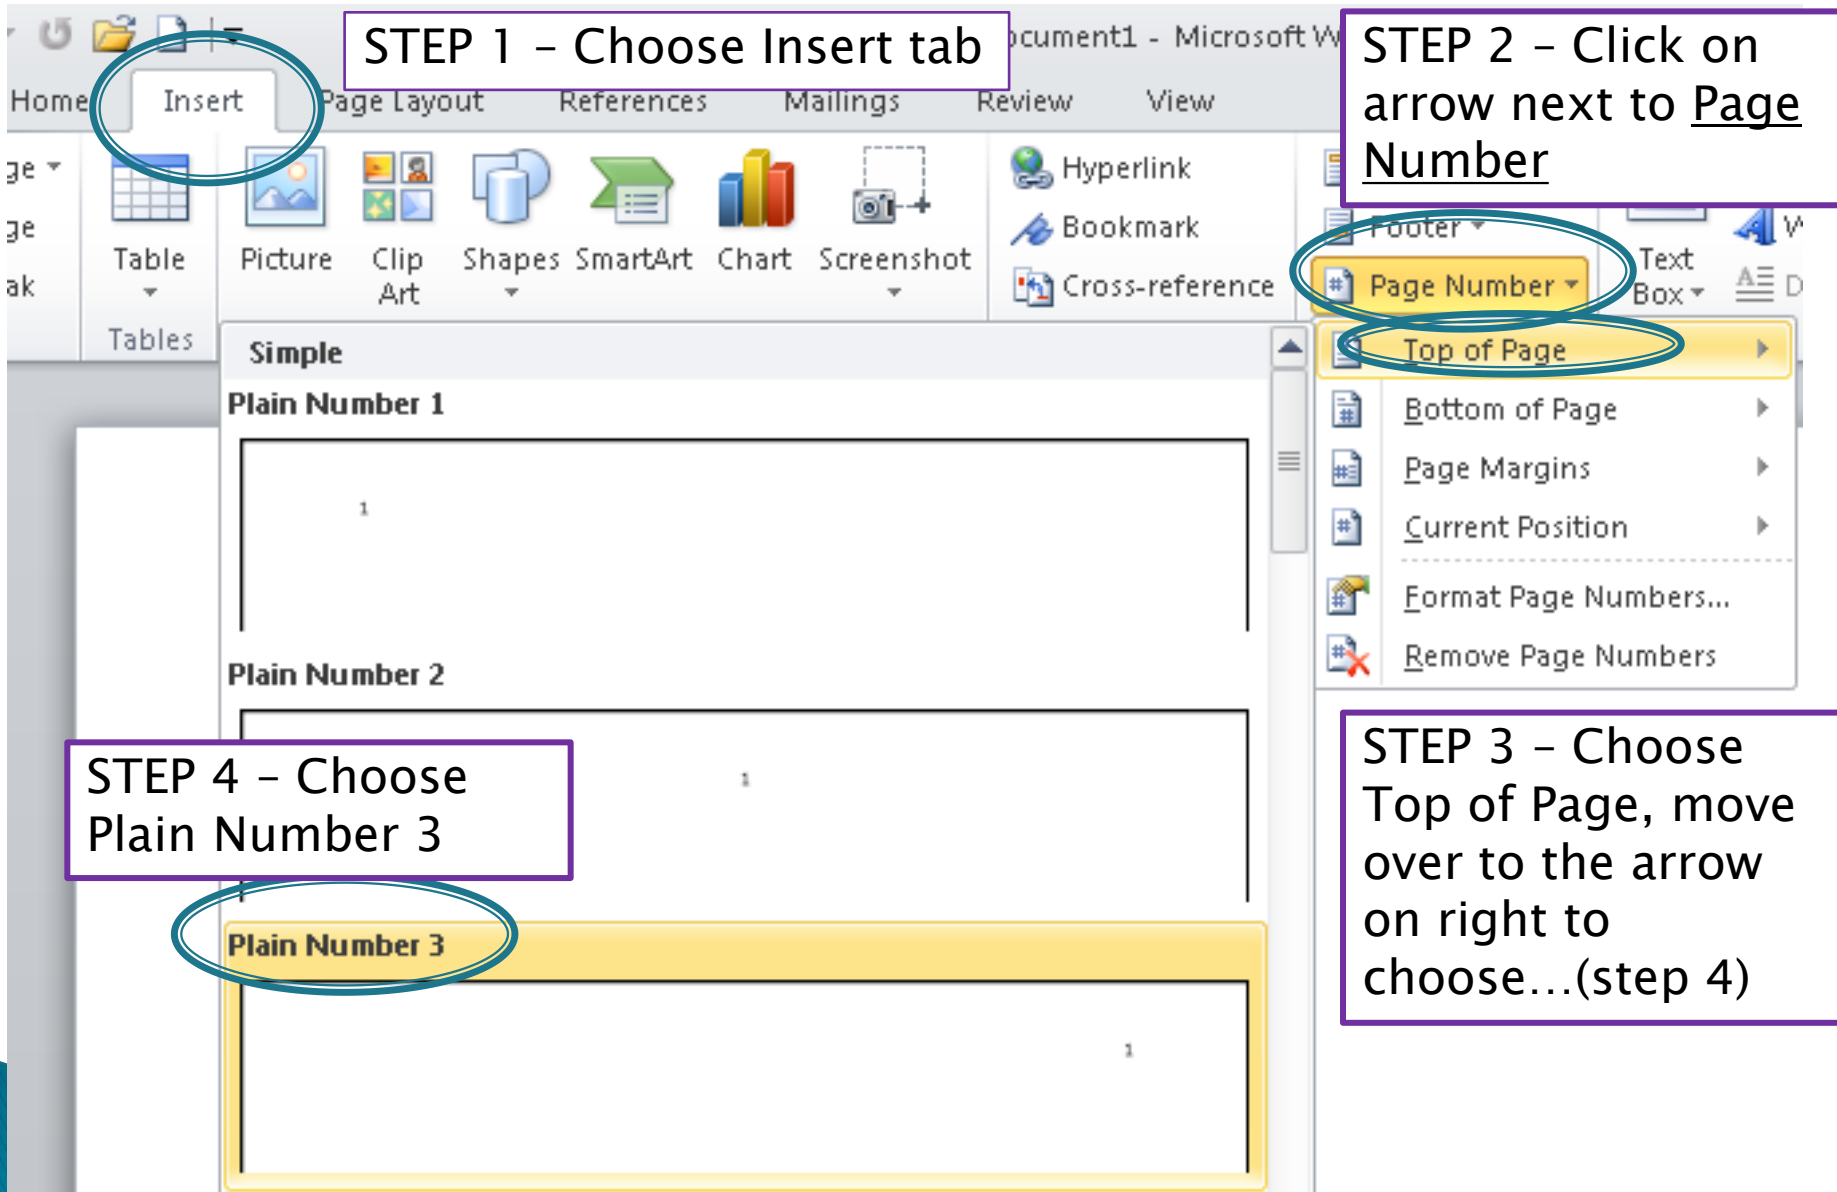 STEP 1 – Choose Insert tab
STEP 2 – Click on
arrow next to Page
Number
Document1 - Microsoft
Home Insert Page Layout References Mailings Review View
Table
Tables
Picture
Clip
Art
Shapes
SmartArt
Chart
Screenshot
Hyperlink
Bookmark
Cross-reference
Footer
Page Number
Text
Box
Top of Page
Bottom of Page
Page Margins
Current Position
Format Page Numbers...
Remove Page Numbers
Simple
Plain Number 1
1
Plain Number 2
1
STEP 4 – Choose
Plain Number 3
Plain Number 3
1
STEP 3 – Choose
Top of Page, move
over to the arrow
on right to
choose...(step 4)